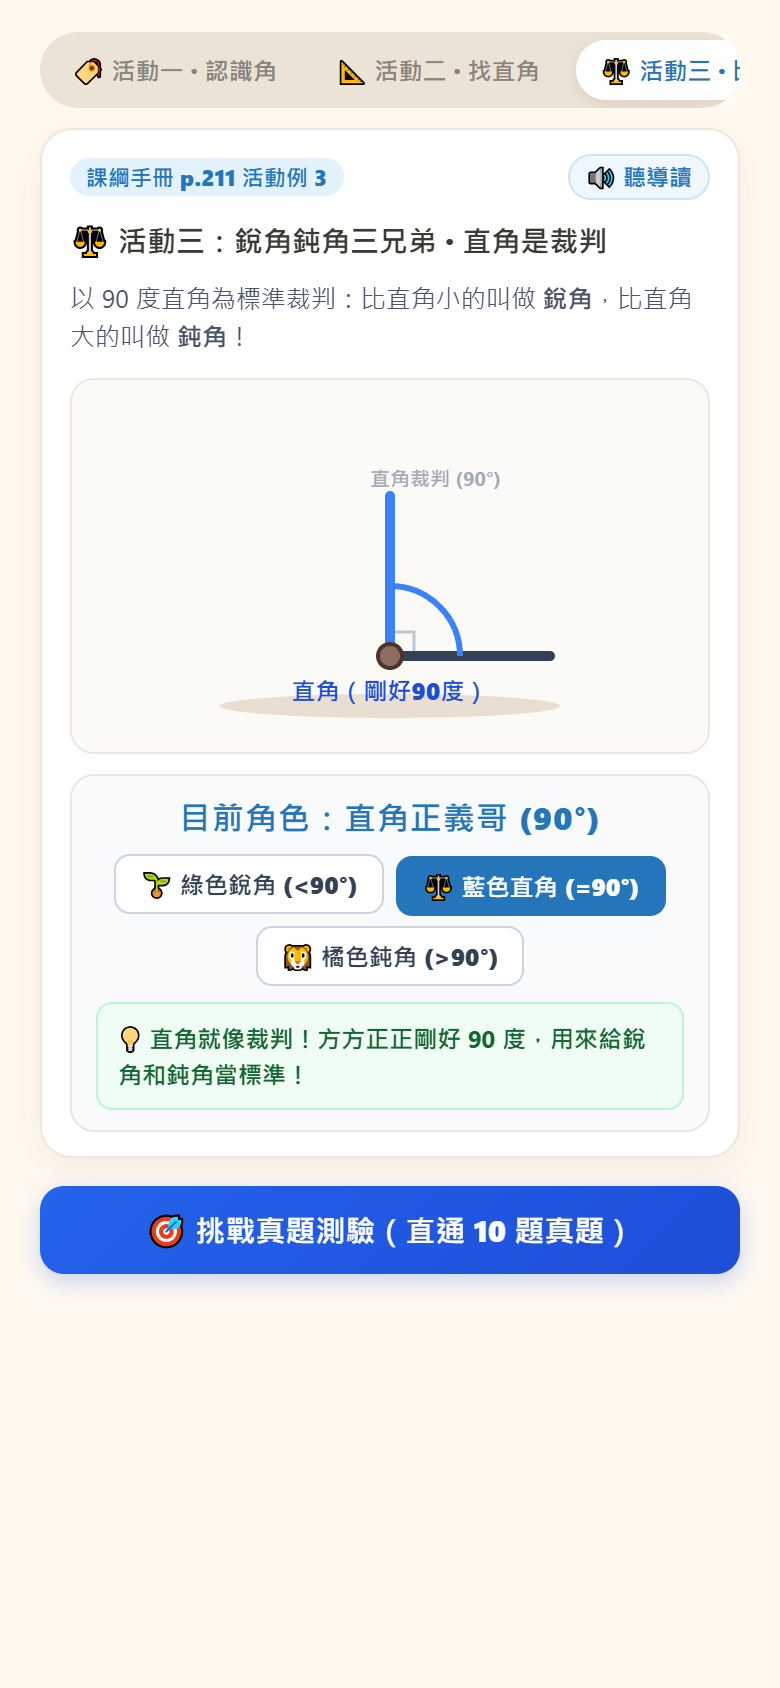 🏷️ 活動一・認識角
📐 活動二・找直角
⚖️ 活動三・
課綱手冊 p.211 活動例 3
🔊 聽導讀
⚖️ 活動三：銳角鈍角三兄弟・直角是裁判
以 90 度直角為標準裁判：比直角小的叫做 銳角，比直角
大的叫做 鈍角！
直角裁判 (90°)
直角（剛好90度）
目前角色：直角正義哥 (90°)
🌱 綠色銳角 (<90°)
⚖️ 藍色直角 (=90°)
🦁 橘色鈍角 (>90°)
💡 直角就像裁判！方方正正剛好 90 度，用來給銳
角和鈍角當標準！
🎯 挑戰真題測驗（直通 10 題真題）